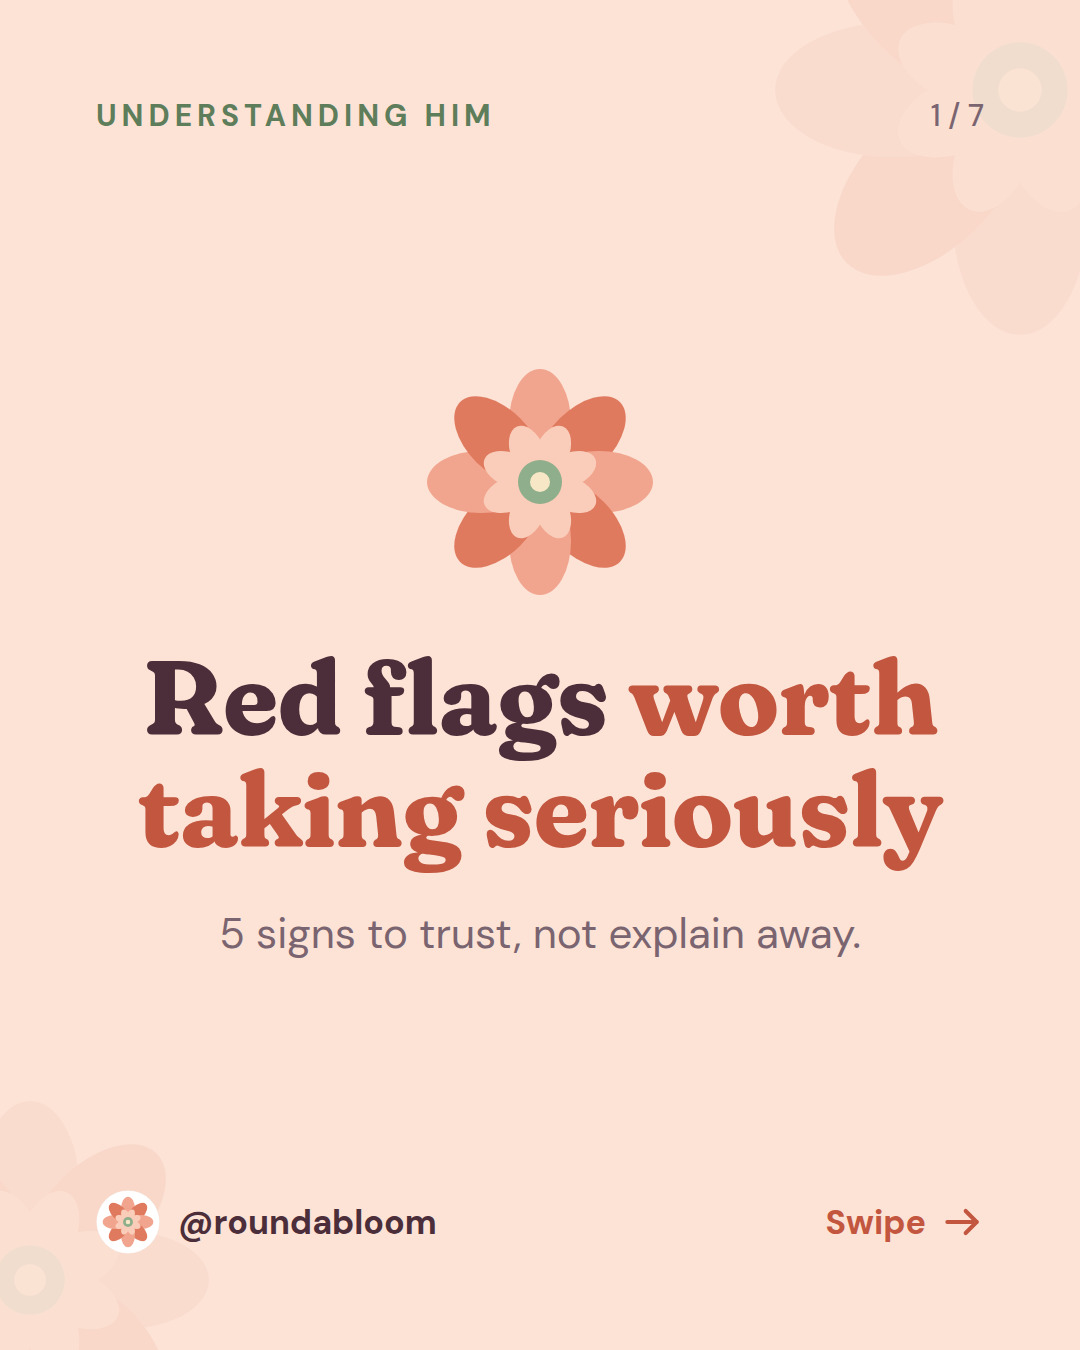 UNDERSTANDING HIM
1 / 7
Red flags worth
taking seriously
5 signs to trust, not explain away.
@roundabloom
Swipe →